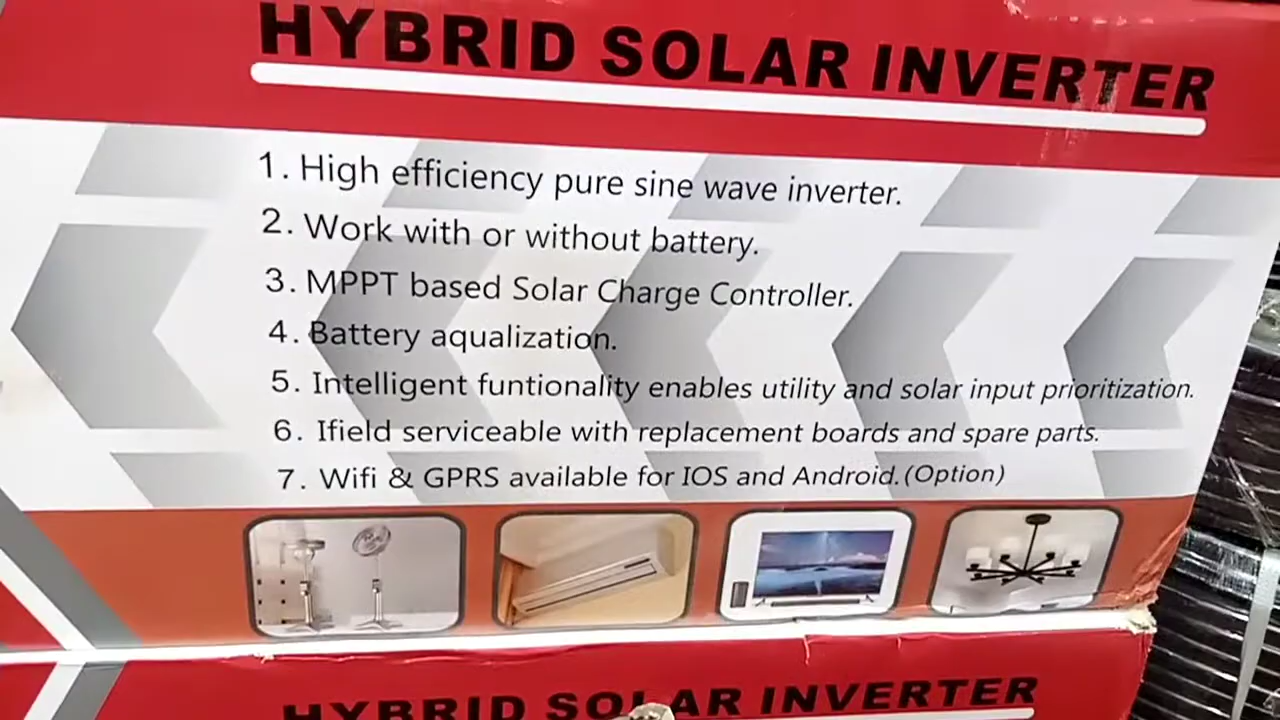 HYBRID SOLAR INVERTER
1. High efficiency pure sine wave inverter.
2. Work with or without battery.
3. MPPT based Solar Charge Controller.
4. Battery aqualization.
5. Intelligent funtionality enables utility and solar input prioritization.
6. Ifield serviceable with replacement boards and spare parts.
7. Wifi & GPRS available for IOS and Android.(Option)
HYBRID SOLAR INVERTER